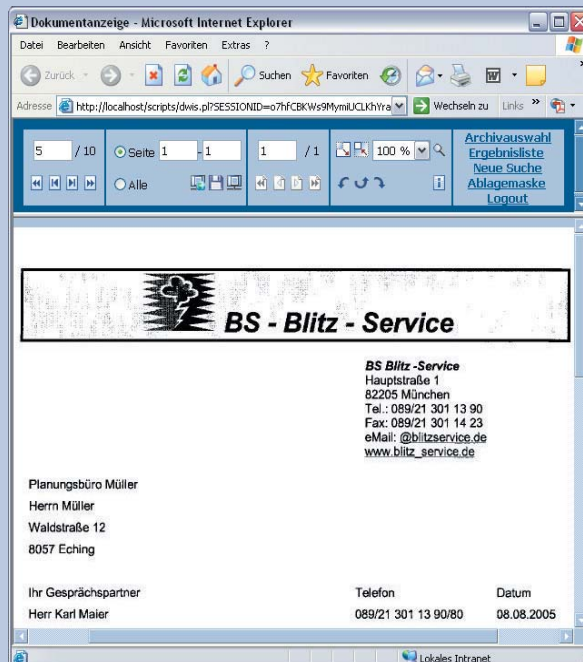 Dokumentanzeige - Microsoft Internet Explorer
Datei Bearbeiten Ansicht Favoriten Extras ?
Zurück Suchen Favoriten
Adresse http://localhost/scripts/dwis.pl?SESSIONID=o7hfCBKWs9MymiUCLKhYra Wechseln zu Links »
5 / 10 Seite 1 - 1 1 / 1 100 %
Alle
Archivauswahl
Ergebnisliste
Neue Suche
Ablagemaske
Logout
BS - Blitz - Service
BS Blitz -Service
Hauptstraße 1
82205 München
Tel.: 089/21 301 13 90
Fax: 089/21 301 14 23
eMail: @blitzservice.de
www.blitz_service.de
Planungsbüro Müller
Herrn Müller
Waldstraße 12
8057 Eching
Ihr Gesprächspartner Telefon Datum
Herr Karl Maier 089/21 301 13 90/80 08.08.2005
Lokales Intranet